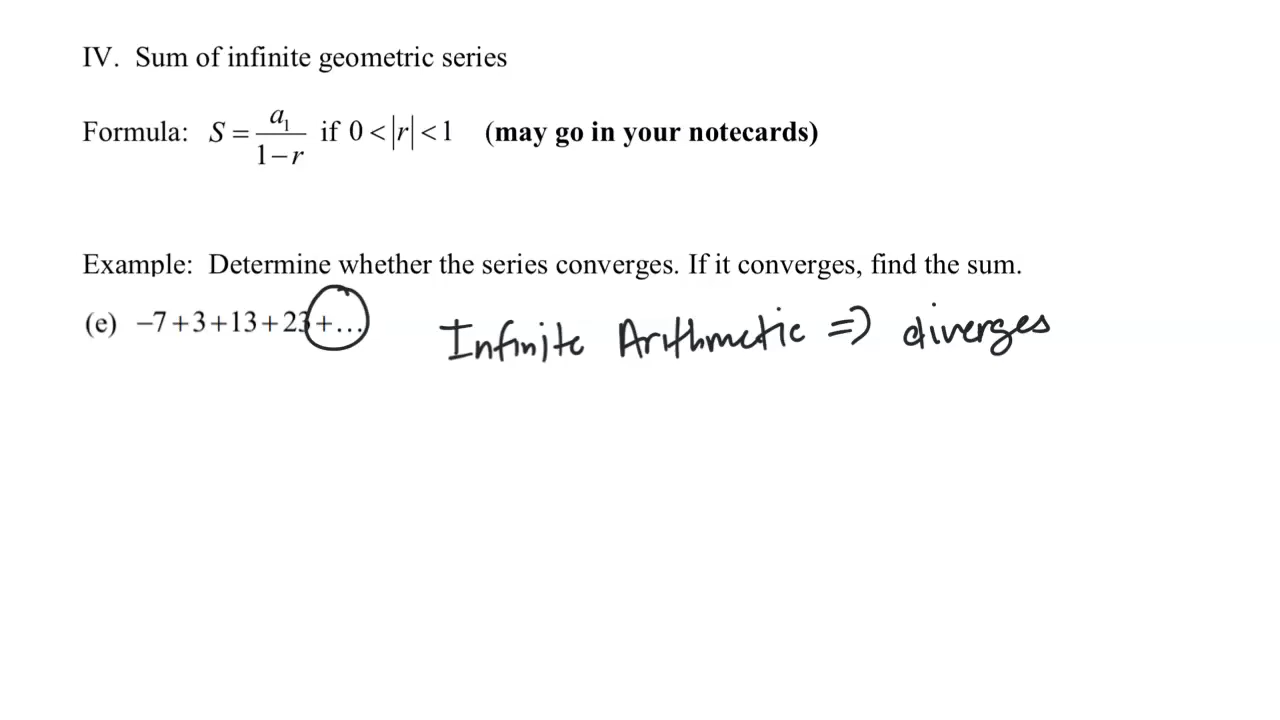 IV. Sum of infinite geometric series
Formula: S = a₁/(1−r) if 0 < |r| < 1 (may go in your notecards)
Example: Determine whether the series converges. If it converges, find the sum.
(e) −7+3+13+23+... Infinite Arithmetic => diverges